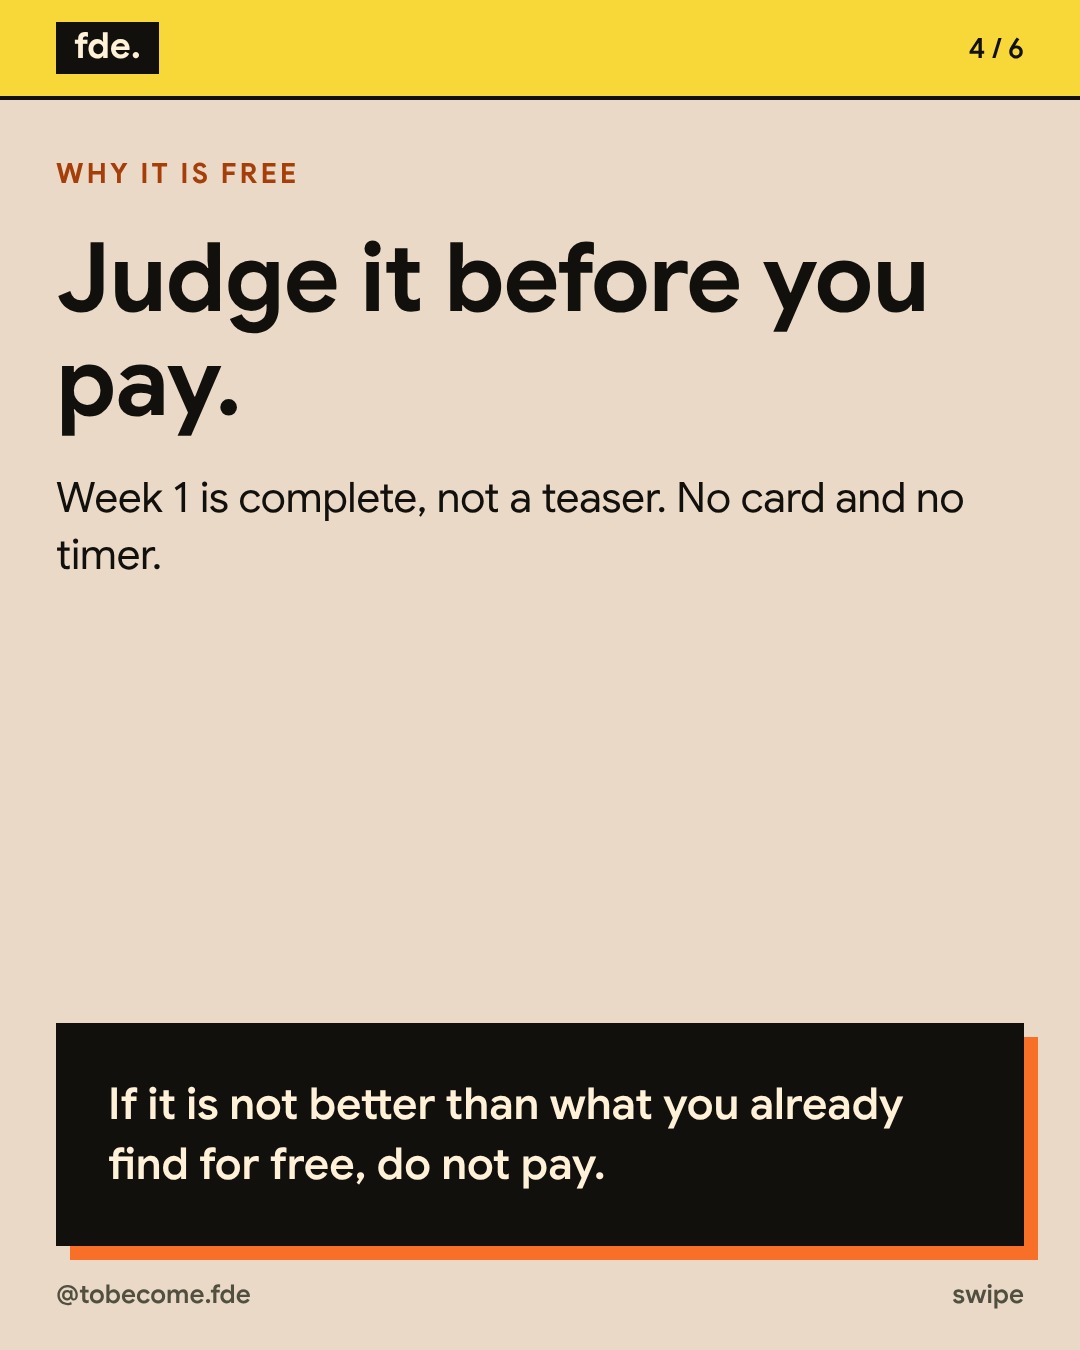 fde.
4 / 6
WHY IT IS FREE
Judge it before you
pay.
Week 1 is complete, not a teaser. No card and no
timer.
If it is not better than what you already
find for free, do not pay.
@tobecome.fde
swipe